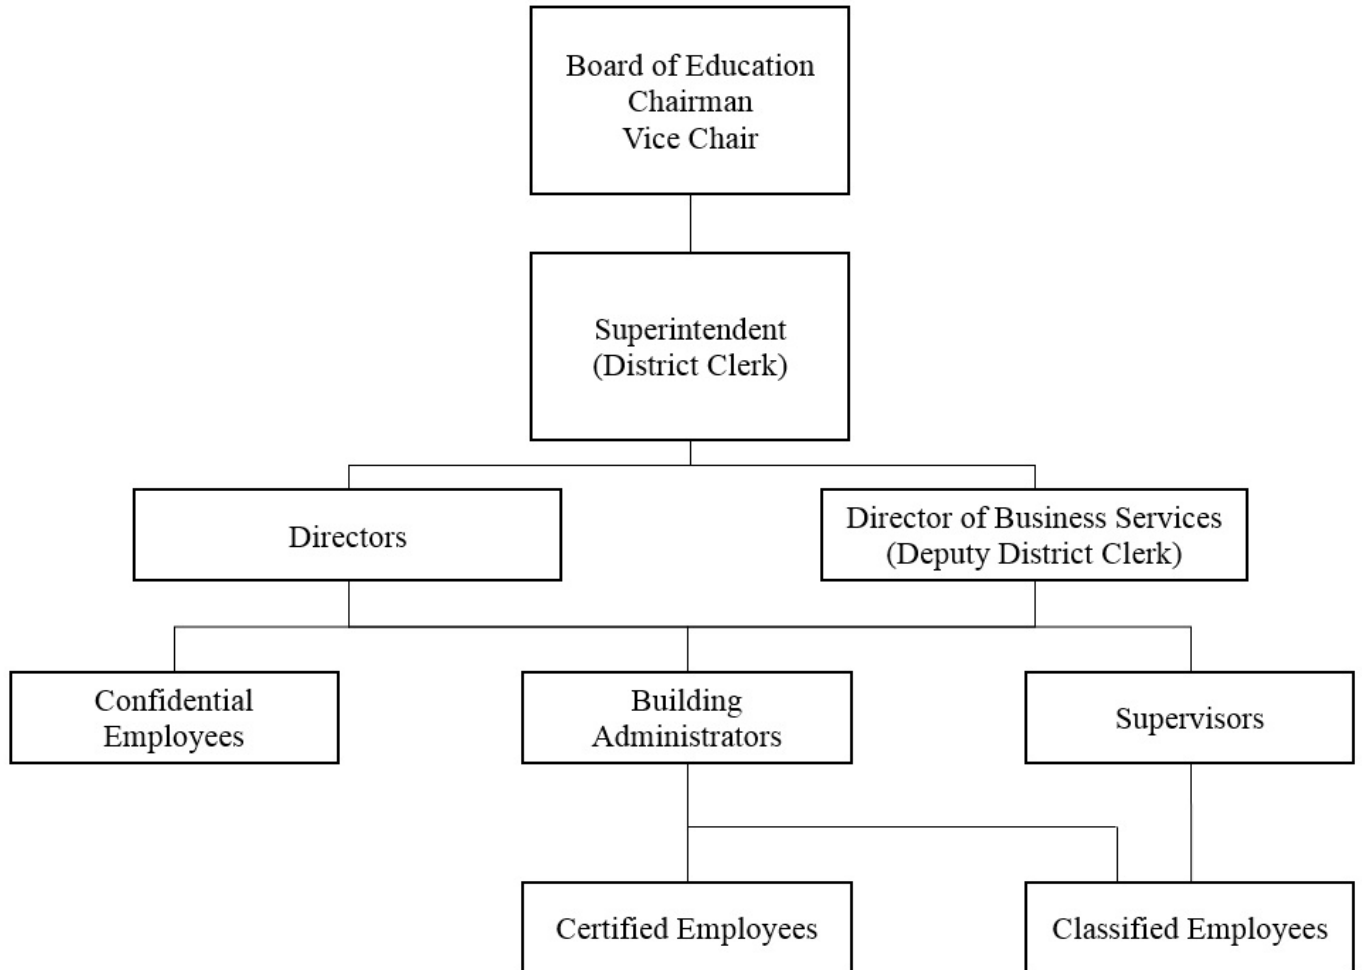 Board of Education
Chairman
Vice Chair
Superintendent
(District Clerk)
Directors
Director of Business Services
(Deputy District Clerk)
Confidential
Employees
Building
Administrators
Supervisors
Certified Employees
Classified Employees